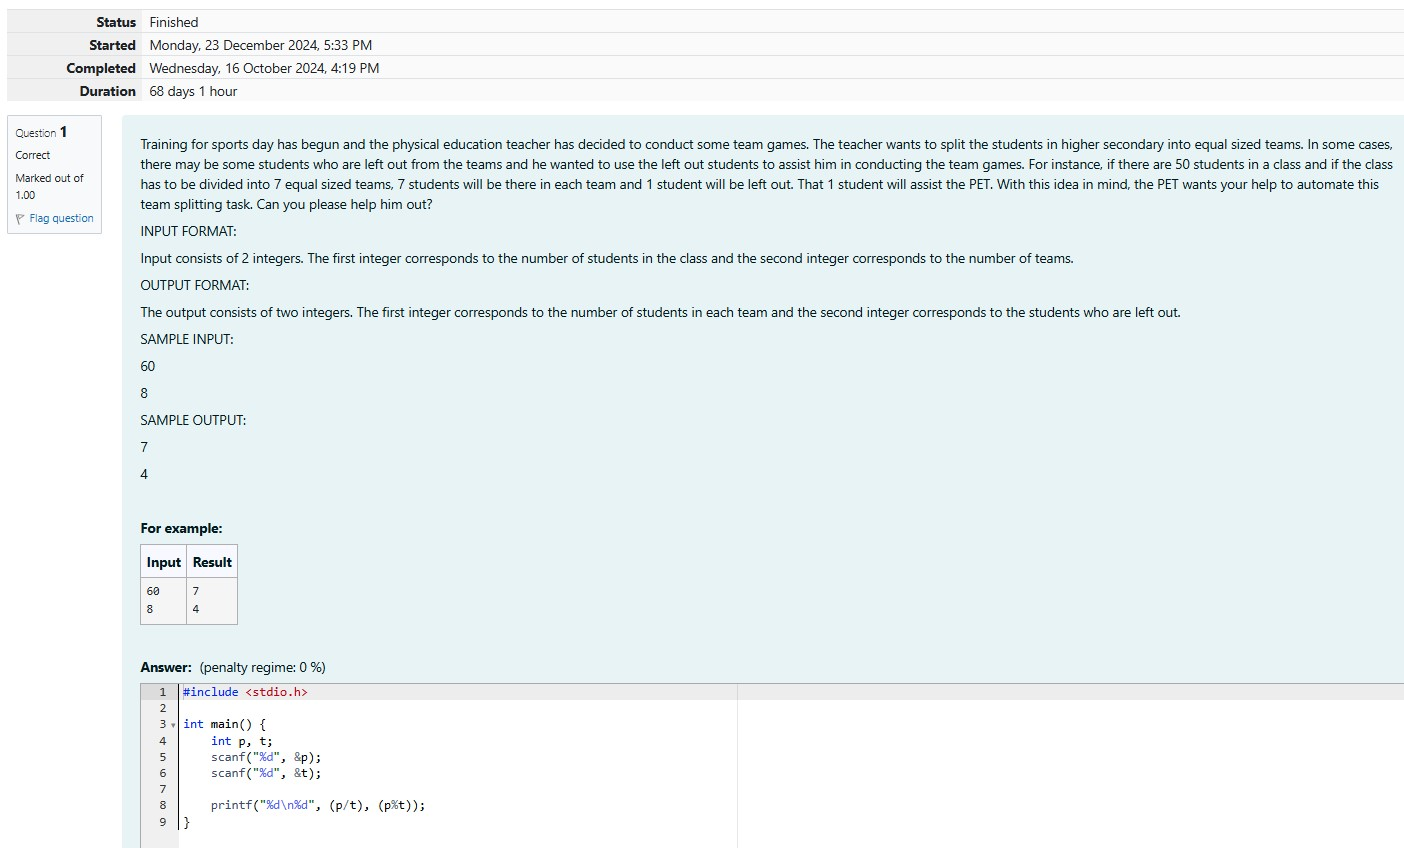 Status Finished
Started Monday, 23 December 2024, 5:33 PM
Completed Wednesday, 16 October 2024, 4:19 PM
Duration 68 days 1 hour
Question 1
Correct
Marked out of
1.00
Flag question
Training for sports day has begun and the physical education teacher has decided to conduct some team games. The teacher wants to split the students in higher secondary into equal sized teams. In some cases,
there may be some students who are left out from the teams and he wanted to use the left out students to assist him in conducting the team games. For instance, if there are 50 students in a class and if the class
has to be divided into 7 equal sized teams, 7 students will be there in each team and 1 student will be left out. That 1 student will assist the PET. With this idea in mind, the PET wants your help to automate this
team splitting task. Can you please help him out?
INPUT FORMAT:
Input consists of 2 integers. The first integer corresponds to the number of students in the class and the second integer corresponds to the number of teams.
OUTPUT FORMAT:
The output consists of two integers. The first integer corresponds to the number of students in each team and the second integer corresponds to the students who are left out.
SAMPLE INPUT:
60
8
SAMPLE OUTPUT:
7
4
For example:
Input Result
60 7
8 4
Answer: (penalty regime: 0 %)
1 #include <stdio.h>
2
3 int main() {
4 int p, t;
5 scanf("%d", &p);
6 scanf("%d", &t);
7
8 printf("%d\n%d", (p/t), (p%t));
9 }